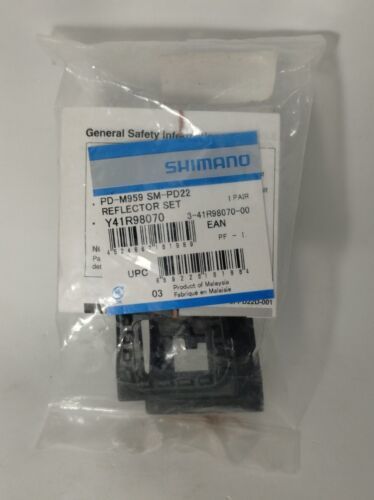 General Safety
SHIMANO
PD-M959 SM-PD22
REFLECTOR SET
1 PAIR
Y41R98070
3-41R98070-00
EAN
PF - 1.
UPC
03
Product of Malaysia
Fabriqué en Malaisie